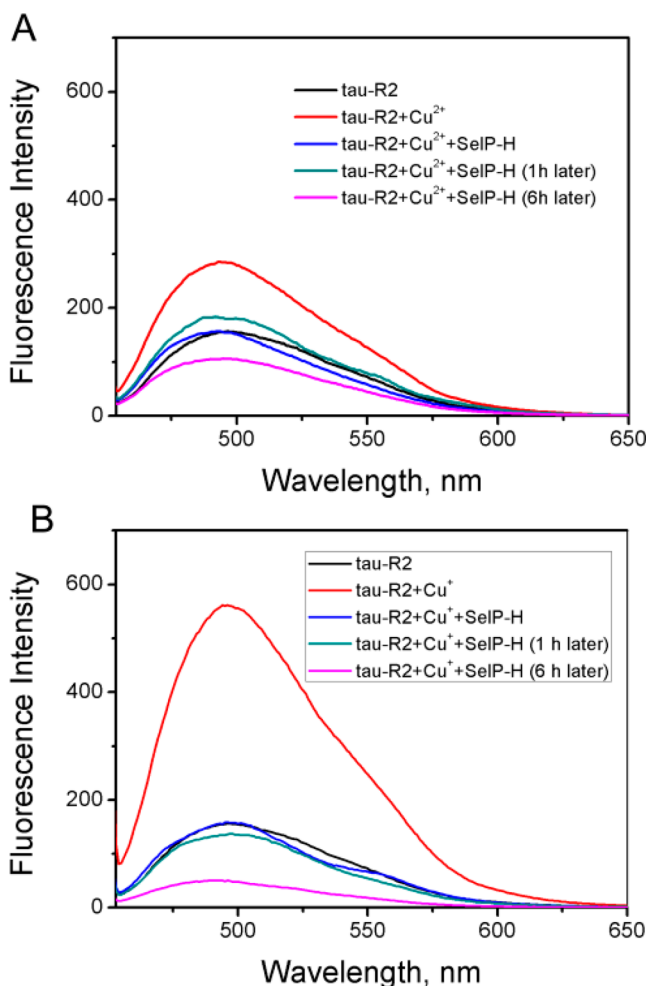 A
600
400
200
0
Fluorescence Intensity
tau-R2
tau-R2+Cu²⁺
tau-R2+Cu²⁺+SelP-H
tau-R2+Cu²⁺+SelP-H (1h later)
tau-R2+Cu²⁺+SelP-H (6h later)
500 550 600 650
Wavelength, nm
B
600
400
200
0
Fluorescence Intensity
tau-R2
tau-R2+Cu⁺
tau-R2+Cu⁺+SelP-H
tau-R2+Cu⁺+SelP-H (1 h later)
tau-R2+Cu⁺+SelP-H (6 h later)
500 550 600 650
Wavelength, nm